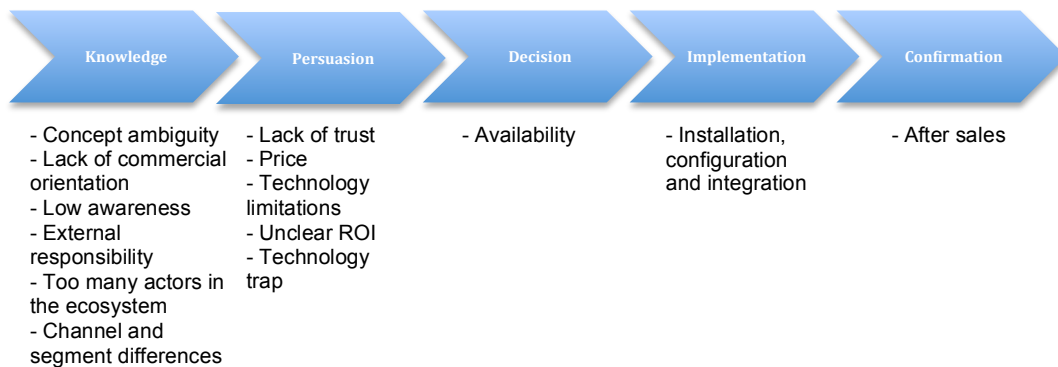 Knowledge
Persuasion
Decision
Implementation
Confirmation
- Concept ambiguity
- Lack of commercial
orientation
- Low awareness
- External
responsibility
- Too many actors in
the ecosystem
- Channel and
segment differences
- Lack of trust
- Price
- Technology
limitations
- Unclear ROI
- Technology
trap
- Availability
- Installation,
configuration
and integration
- After sales